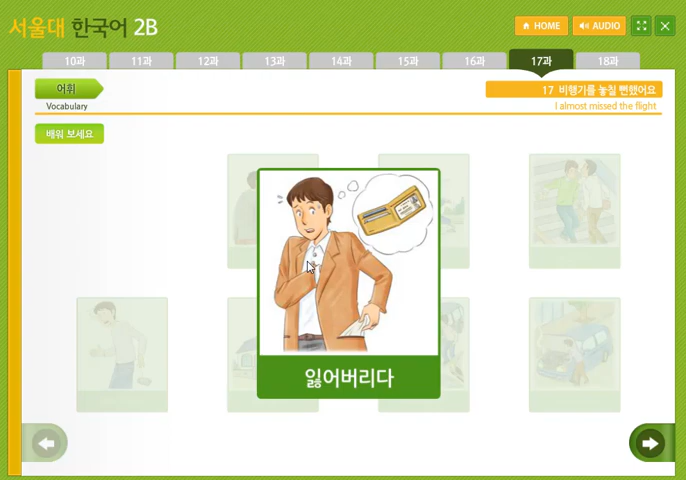 서울대 한국어 2B
HOME
AUDIO
10과 11과 12과 13과 14과 15과 16과 17과 18과
어휘
Vocabulary
17 비행기를 놓칠 뻔했어요
I almost missed the flight
배워 보세요
잃어버리다